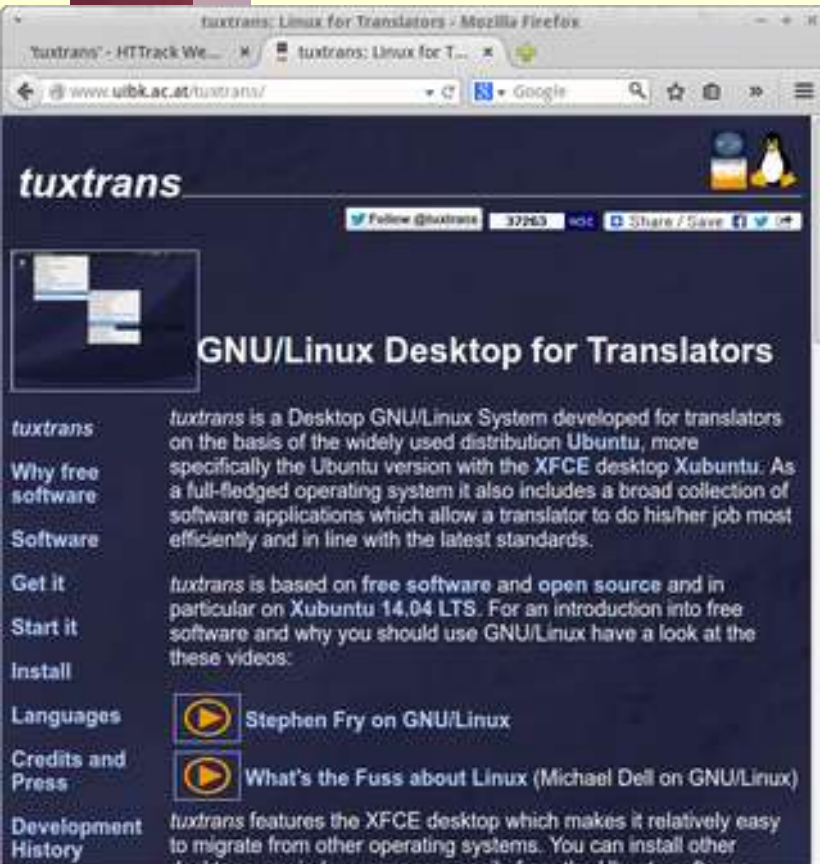 tuxtrans: Linux for Translators - Mozilla Firefox
'tuxtrans' - HTTrack We...
tuxtrans: Linux for T...
www.uibk.ac.at/tuxtrans/
Google
tuxtrans
Follow @tuxtrans
37263
Share / Save
GNU/Linux Desktop for Translators
tuxtrans
Why free
software
Software
Get it
Start it
Install
Languages
Credits and
Press
Development
History
tuxtrans is a Desktop GNU/Linux System developed for translators
on the basis of the widely used distribution Ubuntu, more
specifically the Ubuntu version with the XFCE desktop Xubuntu. As
a full-fledged operating system it also includes a broad collection of
software applications which allow a translator to do his/her job most
efficiently and in line with the latest standards.
tuxtrans is based on free software and open source and in
particular on Xubuntu 14.04 LTS. For an introduction into free
software and why you should use GNU/Linux have a look at the
these videos:
Stephen Fry on GNU/Linux
What's the Fuss about Linux (Michael Dell on GNU/Linux)
tuxtrans features the XFCE desktop which makes it relatively easy
to migrate from other operating systems. You can install other